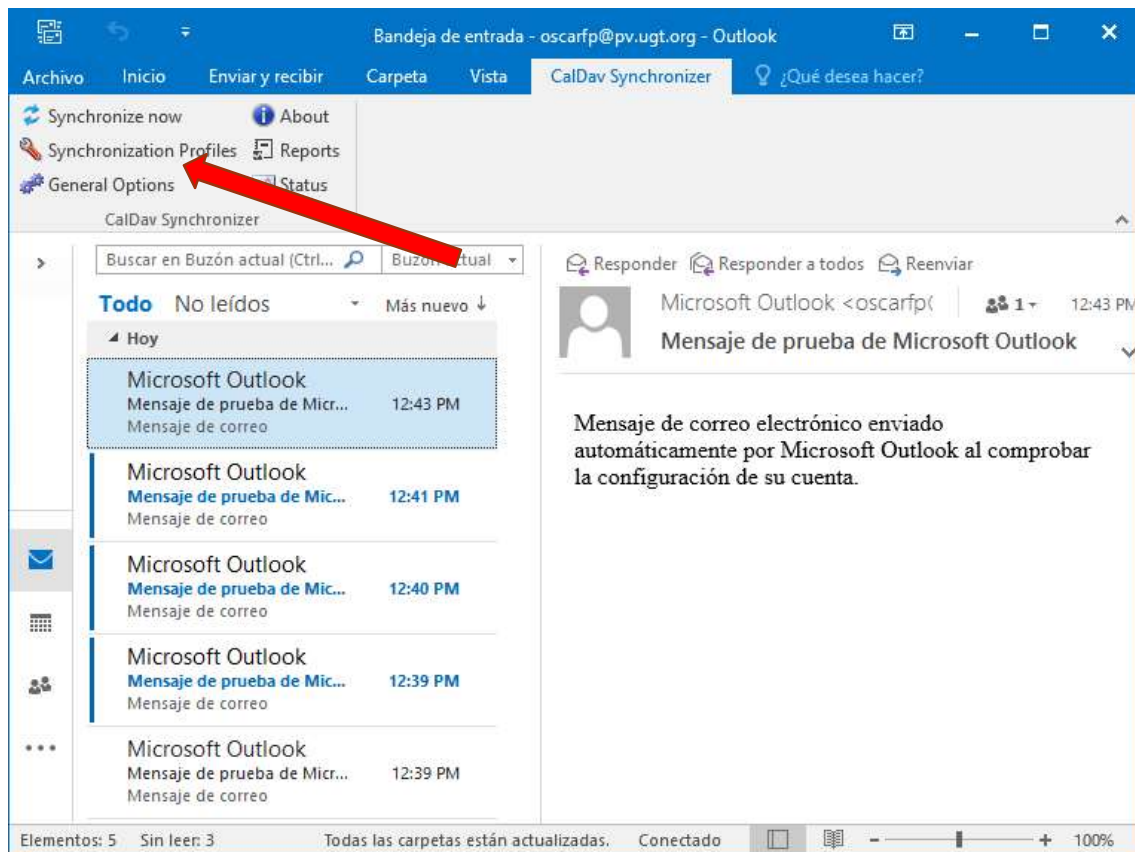 Bandeja de entrada - oscarfp@pv.ugt.org - Outlook
Archivo Inicio Enviar y recibir Carpeta Vista CalDav Synchronizer ¿Qué desea hacer?
Synchronize now About
Synchronization Profiles Reports
General Options Status
CalDav Synchronizer
Buscar en Buzón actual (Ctrl... Buzón actual
Todo No leídos Más nuevo ↓
Hoy
Microsoft Outlook
Mensaje de prueba de Micr... 12:43 PM
Mensaje de correo
Microsoft Outlook
Mensaje de prueba de Mic... 12:41 PM
Mensaje de correo
Microsoft Outlook
Mensaje de prueba de Mic... 12:40 PM
Mensaje de correo
Microsoft Outlook
Mensaje de prueba de Mic... 12:39 PM
Mensaje de correo
Microsoft Outlook
Mensaje de prueba de Micr... 12:39 PM
Mensaje de correo
Responder Responder a todos Reenviar
Microsoft Outlook <oscarfp( 1 12:43 PM
Mensaje de prueba de Microsoft Outlook
Mensaje de correo electrónico enviado
automáticamente por Microsoft Outlook al comprobar
la configuración de su cuenta.
Elementos: 5 Sin leer: 3 Todas las carpetas están actualizadas. Conectado - + 100%